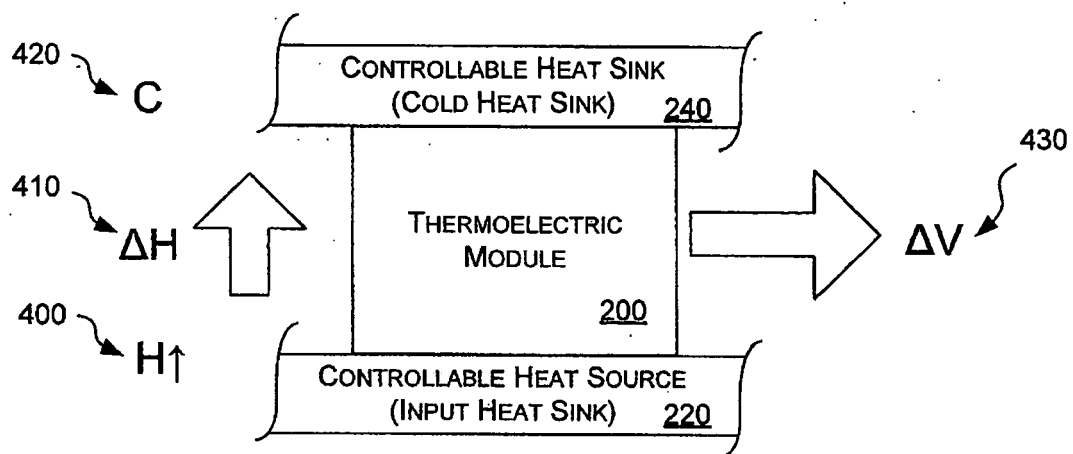 420
C
CONTROLLABLE HEAT SINK
(COLD HEAT SINK) 240
410
ΔH
THERMOELECTRIC
MODULE
200
430
ΔV
400
H↑
CONTROLLABLE HEAT SOURCE
(INPUT HEAT SINK) 220